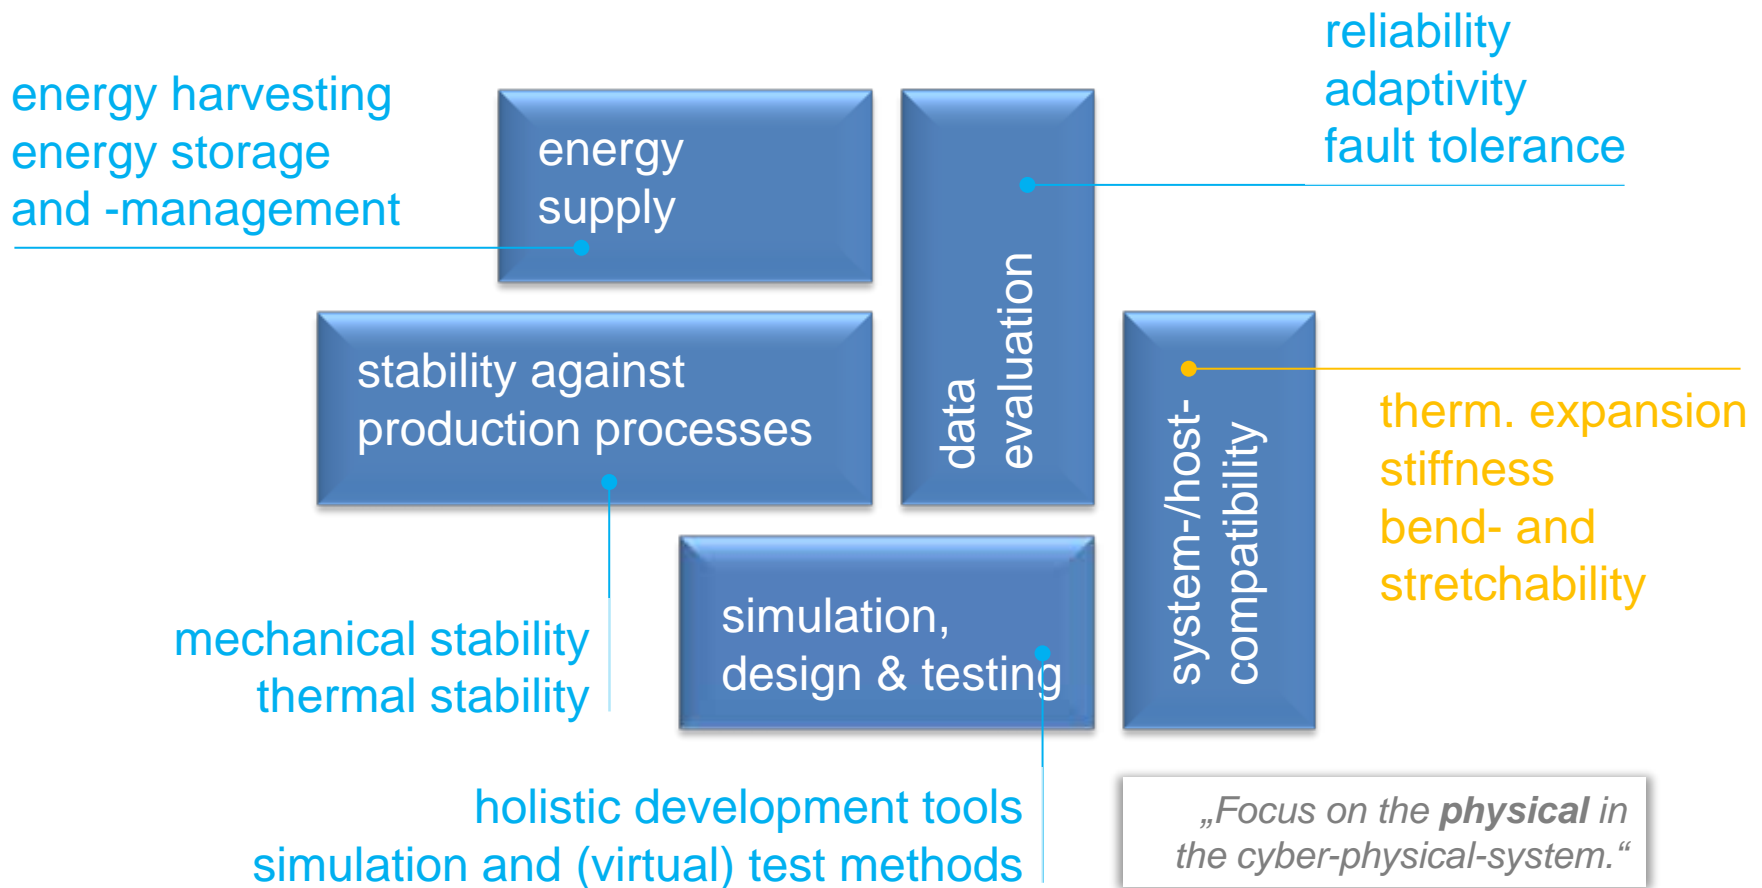 energy harvesting
energy storage
and -management
energy
supply
reliability
adaptivity
fault tolerance
data
evaluation
stability against
production processes
system-/host-
compatibility
therm. expansion
stiffness
bend- and
stretchability
mechanical stability
thermal stability
simulation,
design & testing
holistic development tools
simulation and (virtual) test methods
„Focus on the physical in
the cyber-physical-system.“